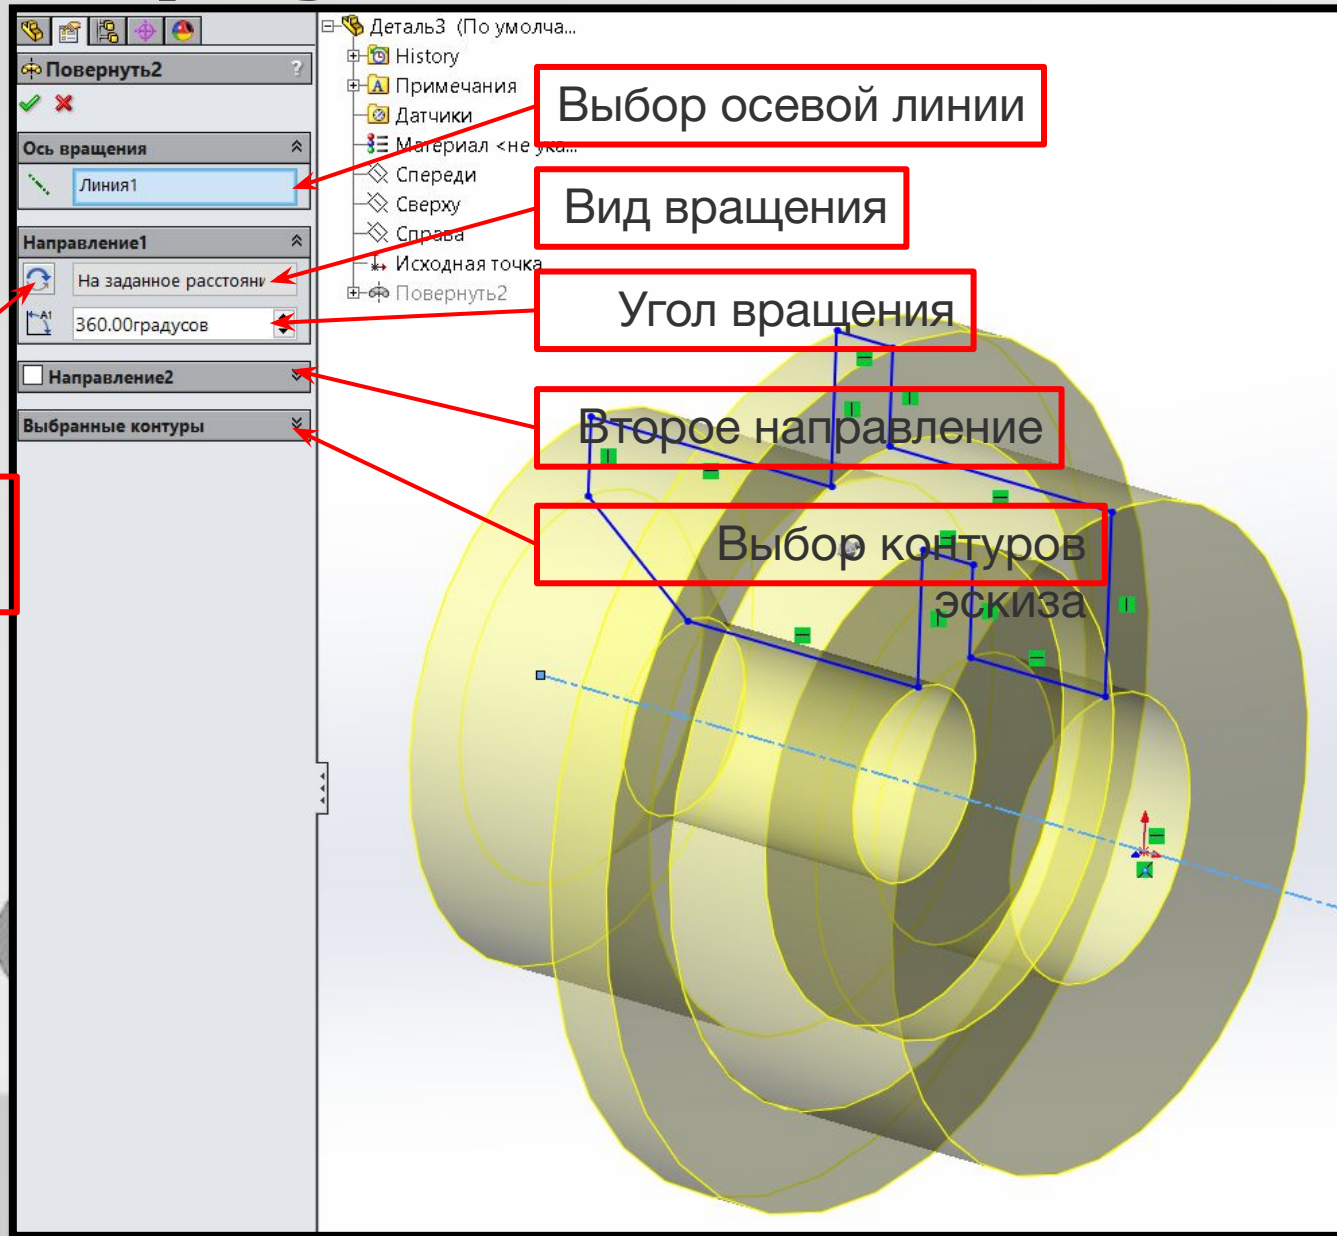 Повернуть2 ?
Ось вращения
Линия1
Направление1
На заданное расстояни
A1
360.00градусов
Направление2
Выбранные контуры
Деталь3 (По умолча...
History
A Примечания
Датчики
Материал <не ука...
Спереди
Сверху
Справа
Исходная точка
Повернуть2
Выбор осевой линии
Вид вращения
Угол вращения
Второе направление
Выбор контуров
эскиза